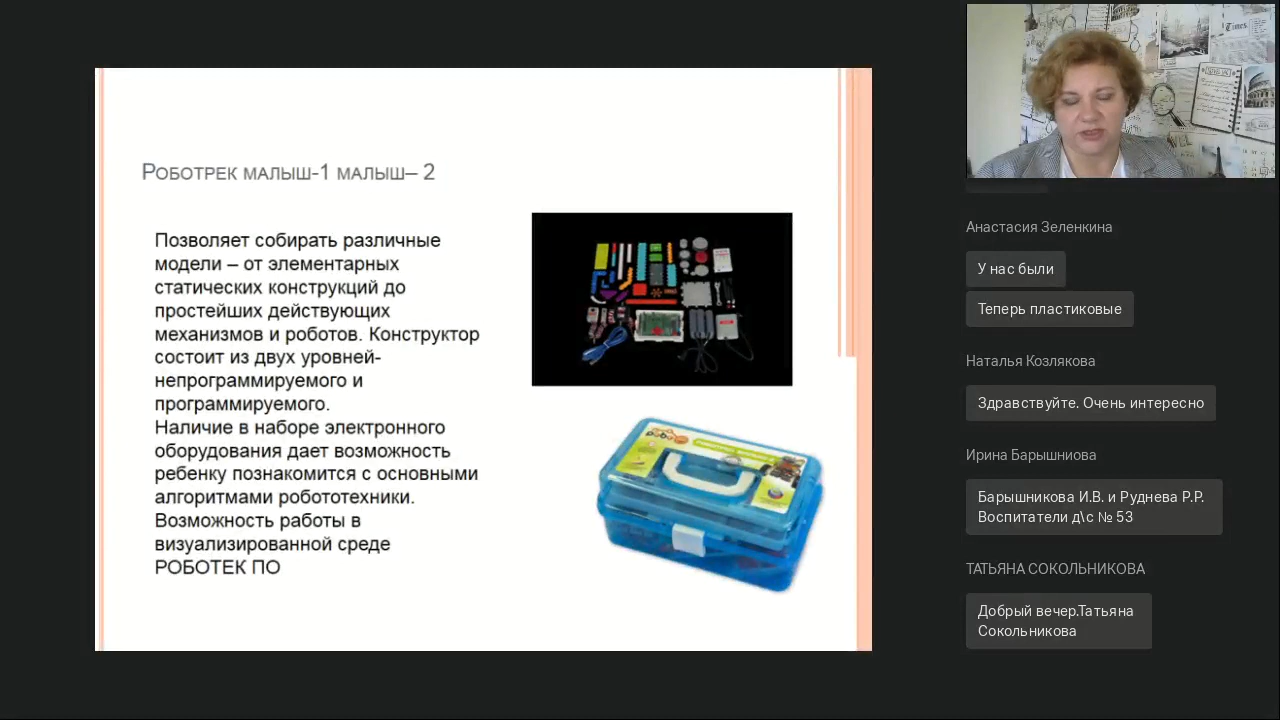 РОБОТРЕК МАЛЫШ-1 МАЛЫШ– 2
Позволяет собирать различные
модели – от элементарных
статических конструкций до
простейших действующих
механизмов и роботов. Конструктор
состоит из двух уровней-
непрограммируемого и
программируемого.
Наличие в наборе электронного
оборудования дает возможность
ребенку познакомится с основными
алгоритмами робототехники.
Возможность работы в
визуализированной среде
РОБОТЕК ПО
Times
Анастасия Зеленкина
У нас были
Теперь пластиковые
Наталья Козлякова
Здравствуйте. Очень интересно
Ирина Барышниова
Барышникова И.В. и Руднева Р.Р.
Воспитатели д\с № 53
ТАТЬЯНА СОКОЛЬНИКОВА
Добрый вечер.Татьяна
Сокольникова